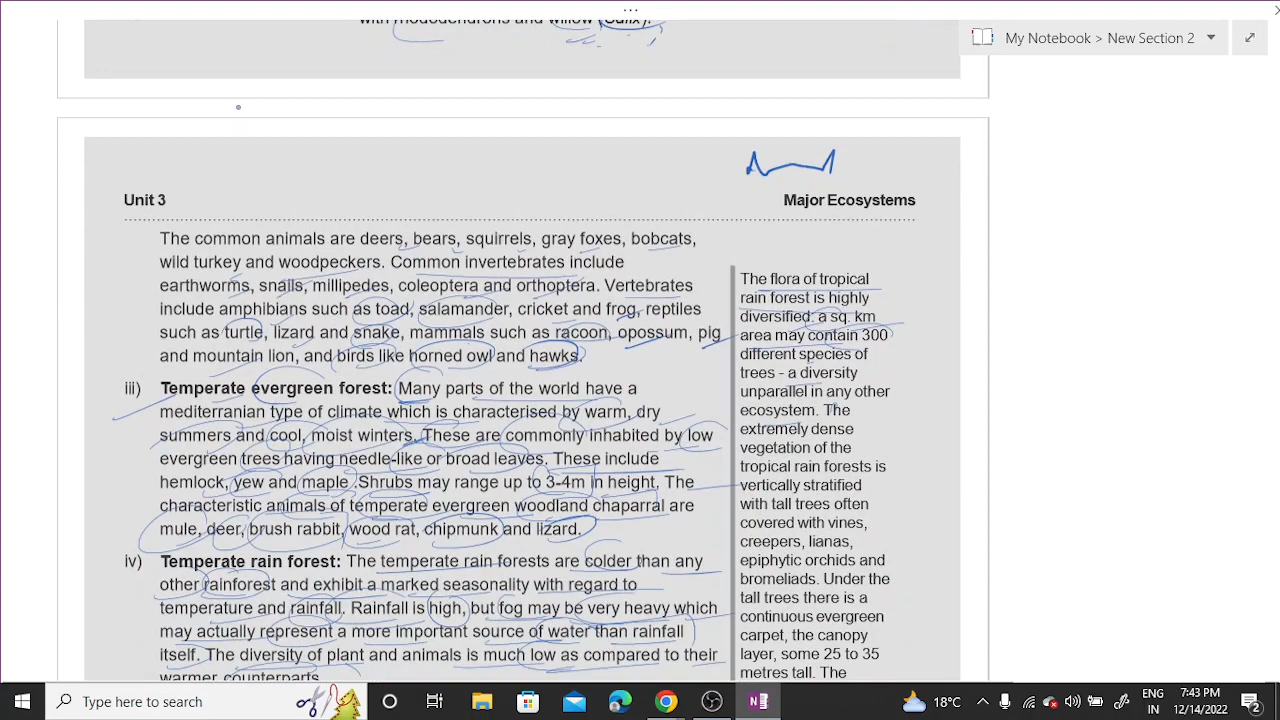 ...
with rhododendrons and willow (Salix).
My Notebook > New Section 2
Unit 3
Major Ecosystems
The common animals are deers, bears, squirrels, gray foxes, bobcats,
wild turkey and woodpeckers. Common invertebrates include
earthworms, snails, millipedes, coleoptera and orthoptera. Vertebrates
include amphibians such as toad, salamander, cricket and frog, reptiles
such as turtle, lizard and snake, mammals such as racoon, opossum, pig
and mountain lion, and birds like horned owl and hawks.
iii) Temperate evergreen forest: Many parts of the world have a
mediterranian type of climate which is characterised by warm, dry
summers and cool, moist winters. These are commonly inhabited by low
evergreen trees having needle-like or broad leaves. These include
hemlock, yew and maple .Shrubs may range up to 3-4m in height. The
characteristic animals of temperate evergreen woodland chaparral are
mule, deer, brush rabbit, wood rat, chipmunk and lizard.
iv) Temperate rain forest: The temperate rain forests are colder than any
other rainforest and exhibit a marked seasonality with regard to
temperature and rainfall. Rainfall is high, but fog may be very heavy which
may actually represent a more important source of water than rainfall
itself. The diversity of plant and animals is much low as compared to their
warmer counterparts.
The flora of tropical
rain forest is highly
diversified: a sq. km
area may contain 300
different species of
trees - a diversity
unparallel in any other
ecosystem. The
extremely dense
vegetation of the
tropical rain forests is
vertically stratified
with tall trees often
covered with vines,
creepers, lianas,
epiphytic orchids and
bromeliads. Under the
tall trees there is a
continuous evergreen
carpet, the canopy
layer, some 25 to 35
metres tall. The
Type here to search
18°C
ENG
IN
7:43 PM
12/14/2022
2